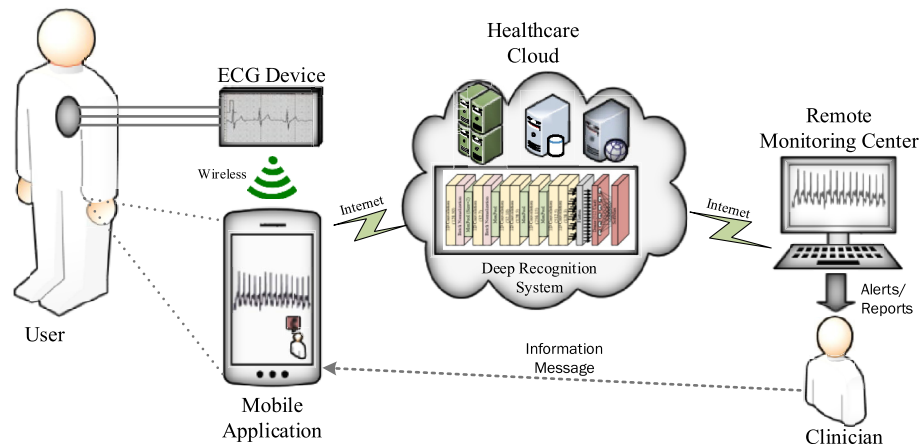 Healthcare
Cloud
ECG Device
Remote
Monitoring Center
Wireless
Internet
Internet
Deep Recognition
System
Alerts/
Reports
User
Information
Message
Mobile
Application
Clinician